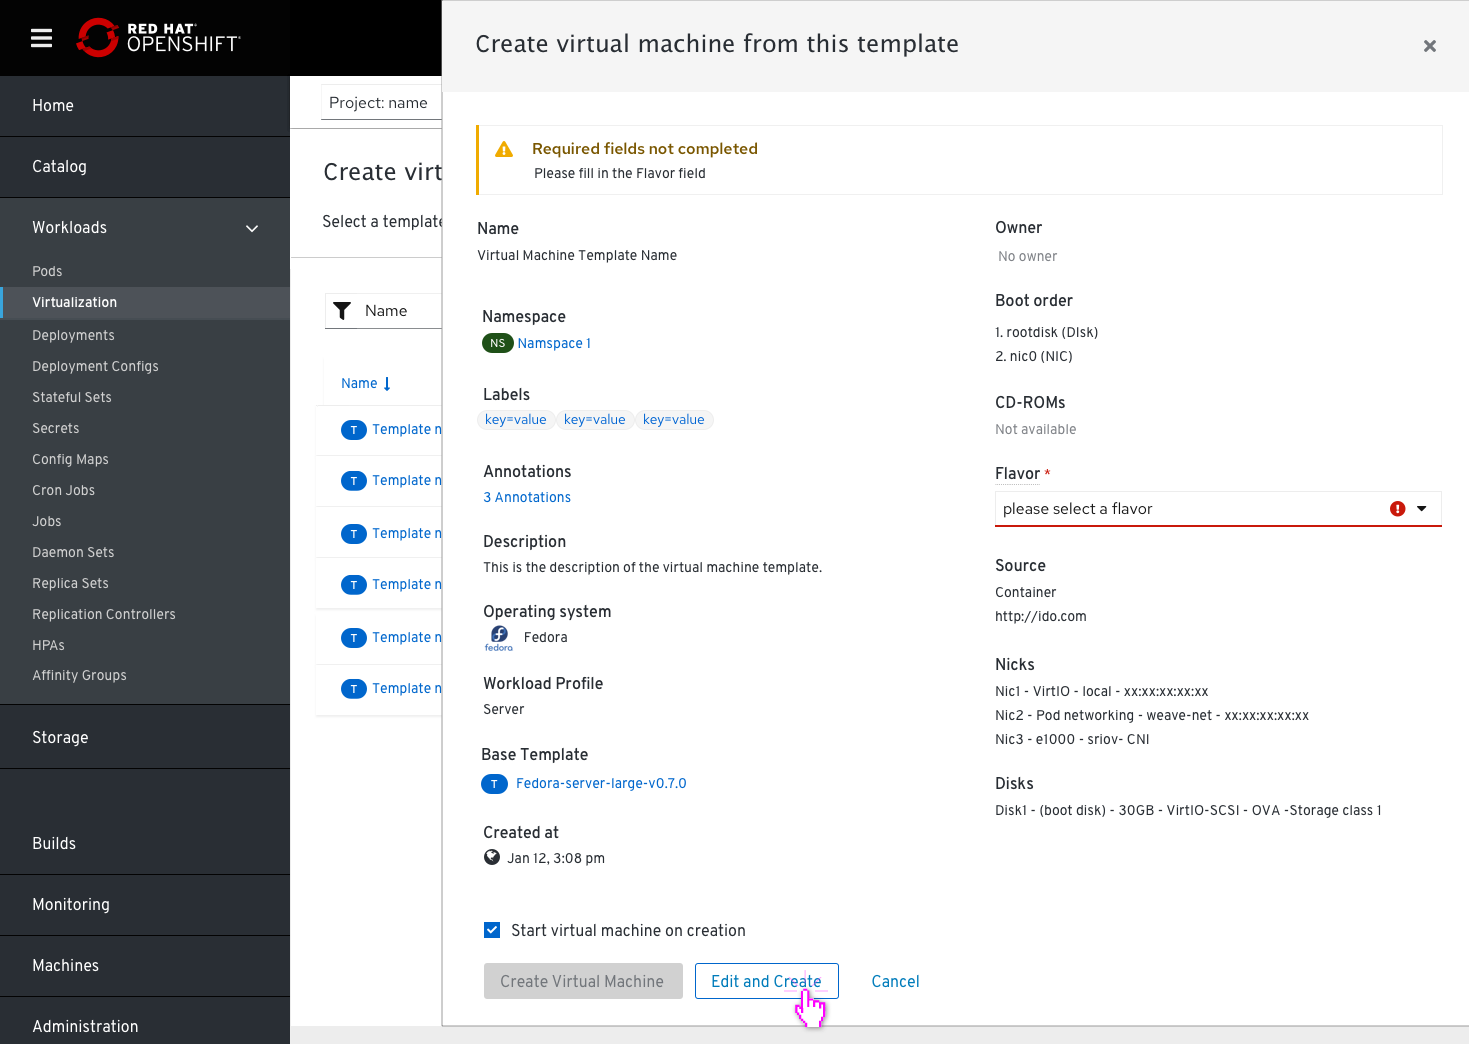 RED HAT
OPENSHIFT
Home
Catalog
Workloads
Pods
Virtualization
Deployments
Deployment Configs
Stateful Sets
Secrets
Config Maps
Cron Jobs
Jobs
Daemon Sets
Replica Sets
Replication Controllers
HPAs
Affinity Groups
Storage
Builds
Monitoring
Machines
Administration
Project: name
Create virt
Select a template
Name
Name
T Template n
T Template n
T Template n
T Template n
T Template n
T Template n
Create virtual machine from this template
Required fields not completed
Please fill in the Flavor field
Name
Virtual Machine Template Name
Namespace
NS Namspace 1
Labels
key=value key=value key=value
Annotations
3 Annotations
Description
This is the description of the virtual machine template.
Operating system
fedora Fedora
Workload Profile
Server
Base Template
T Fedora-server-large-v0.7.0
Created at
Jan 12, 3:08 pm
Owner
No owner
Boot order
1. rootdisk (DIsk)
2. nic0 (NIC)
CD-ROMs
Not available
Flavor *
please select a flavor
Source
Container
http://ido.com
Nicks
Nic1 - VirtIO - local - xx:xx:xx:xx:xx
Nic2 - Pod networking - weave-net - xx:xx:xx:xx:xx
Nic3 - e1000 - sriov- CNI
Disks
Disk1 - (boot disk) - 30GB - VirtIO-SCSI - OVA -Storage class 1
Start virtual machine on creation
Create Virtual Machine Edit and Create Cancel